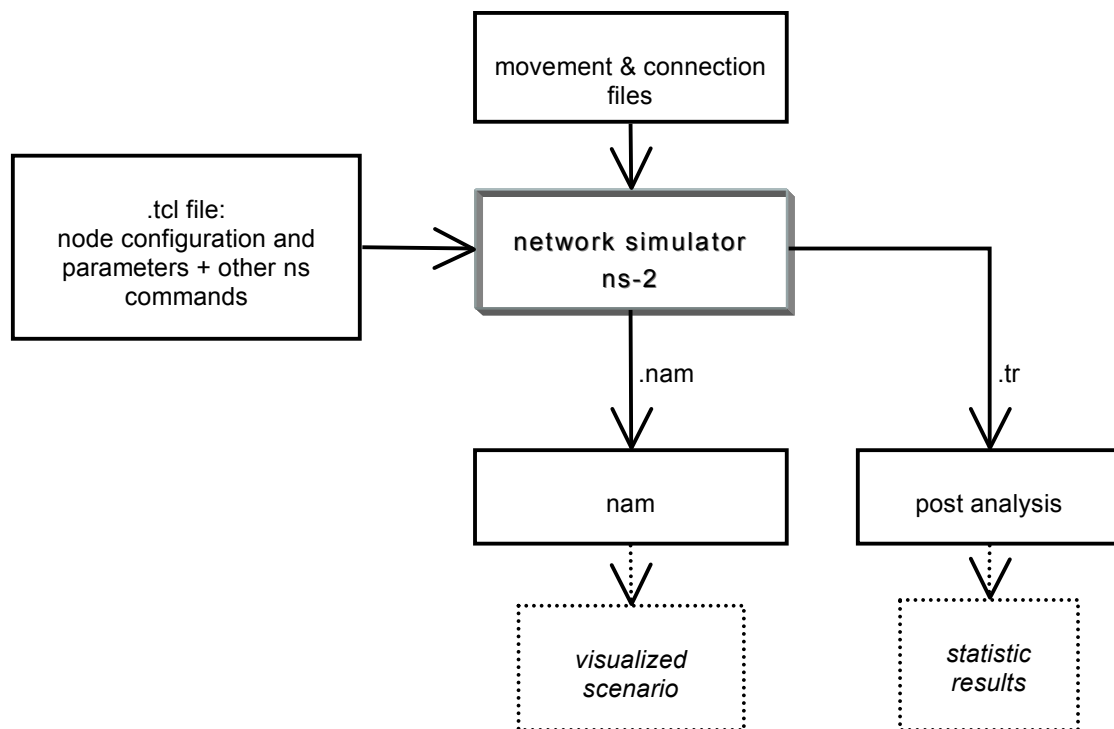 movement & connection
files
.tcl file:
node configuration and
parameters + other ns
commands
network simulator
ns-2
.nam
.tr
nam
post analysis
visualized
scenario
statistic
results